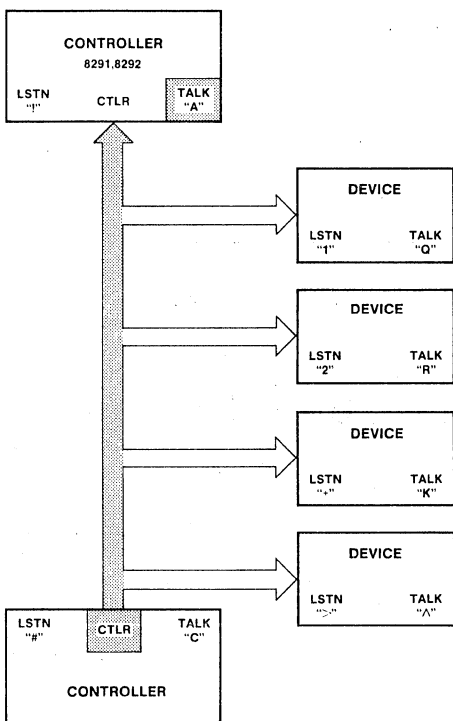 CONTROLLER
8291,8292
LSTN
"!"
CTLR
TALK
"A"
DEVICE
LSTN
"1"
TALK
"Q"
DEVICE
LSTN
"2"
TALK
"R"
DEVICE
LSTN
"+"
TALK
"K"
DEVICE
LSTN
">"
TALK
"^"
LSTN
"#"
CTLR
TALK
"C"
CONTROLLER